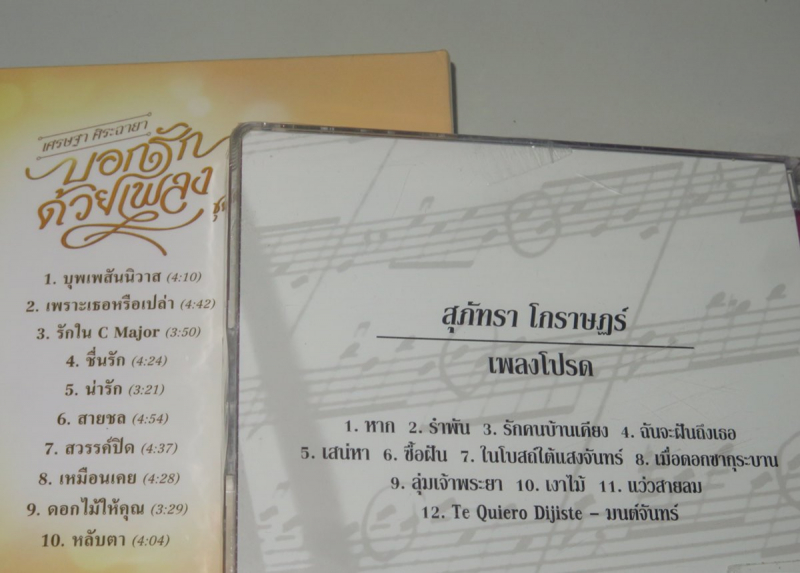 เศรษฐา ศิระฉายา
บอกรัก
ด้วยเพลง
1. บุพเพสันนิวาส (4:10)
2. เพราะเธอหรือเปล่า (4:42)
3. รักใน C Major (3:50)
4. ชื่นรัก (4:24)
5. น่ารัก (3:21)
6. สายชล (4:54)
7. สวรรค์ปิด (4:37)
8. เหมือนเคย (4:28)
9. ดอกไม้ให้คุณ (3:29)
10. หลับตา (4:04)
สุภัทรา โกราษฎร์
เพลงโปรด
1. หาก 2. รำพัน 3. รักคนบ้านเดียง 4. ฉันจะฝันถึงเธอ
5. เสน่หา 6. ซื้อฝัน 7. ในโบสถ์ใต้แสงจันทร์ 8. เมื่อดอกซากุระบาน
9. ลุ่มเจ้าพระยา 10. เงาไม้ 11. แว่วสายลม
12. Te Quiero Dijiste – มนต์จันทร์